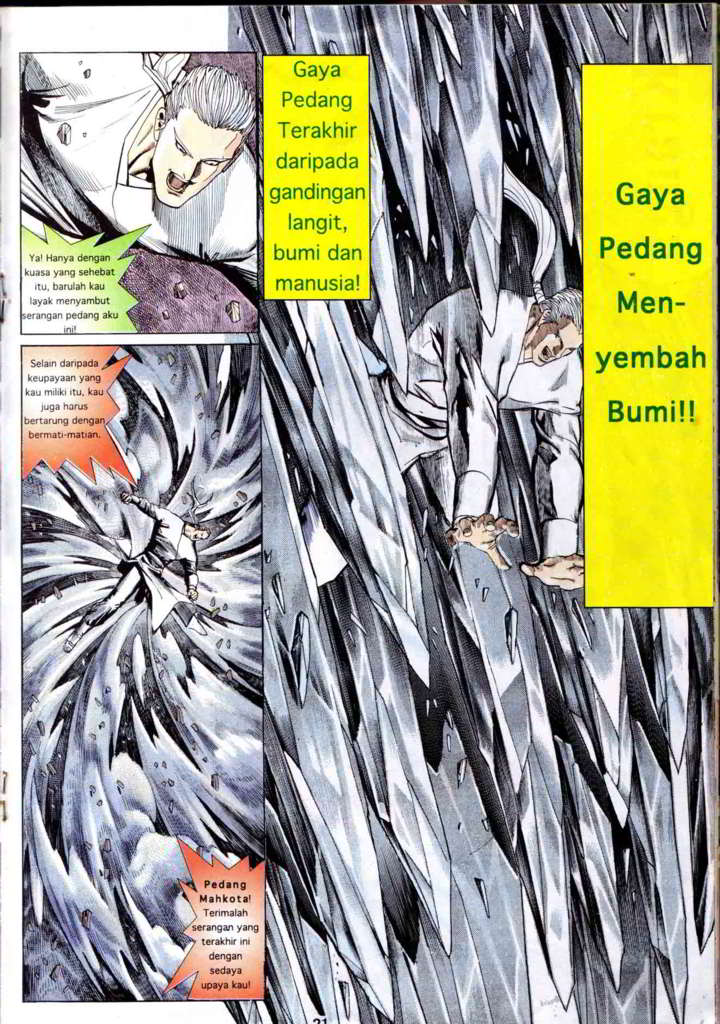 Ya! Hanya dengan
kuasa yang sehebat
itu, barulah kau
layak menyambut
serangan pedang aku
ini!
Selain daripada
keupayaan yang
kau miliki itu, kau
juga harus
bertarung dengan
bermati-matian.
Pedang
Mahkota!
Terimalah
serangan yang
terakhir ini
dengan
sedaya
upaya kau!
Gaya
Pedang
Terakhir
daripada
gandingan
langit,
bumi dan
manusia!
Gaya
Pedang
Men-
yembah
Bumi!!
21